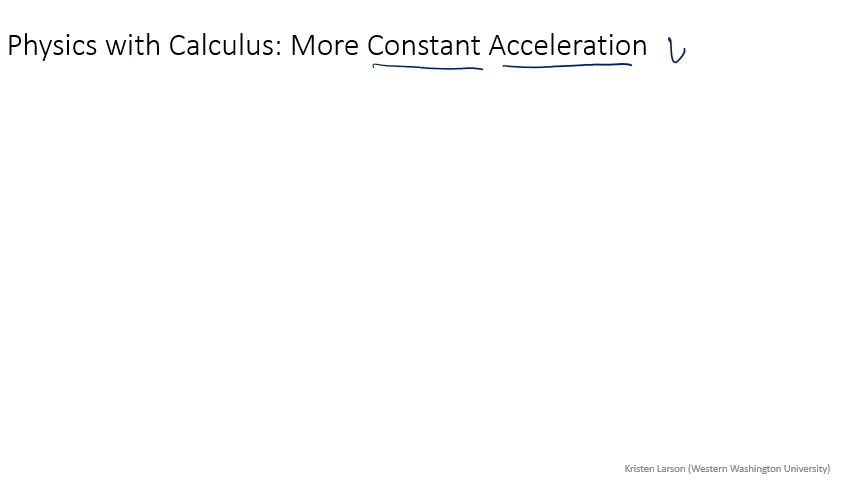 Physics with Calculus: More Constant Acceleration
Kristen Larson (Western Washington University)